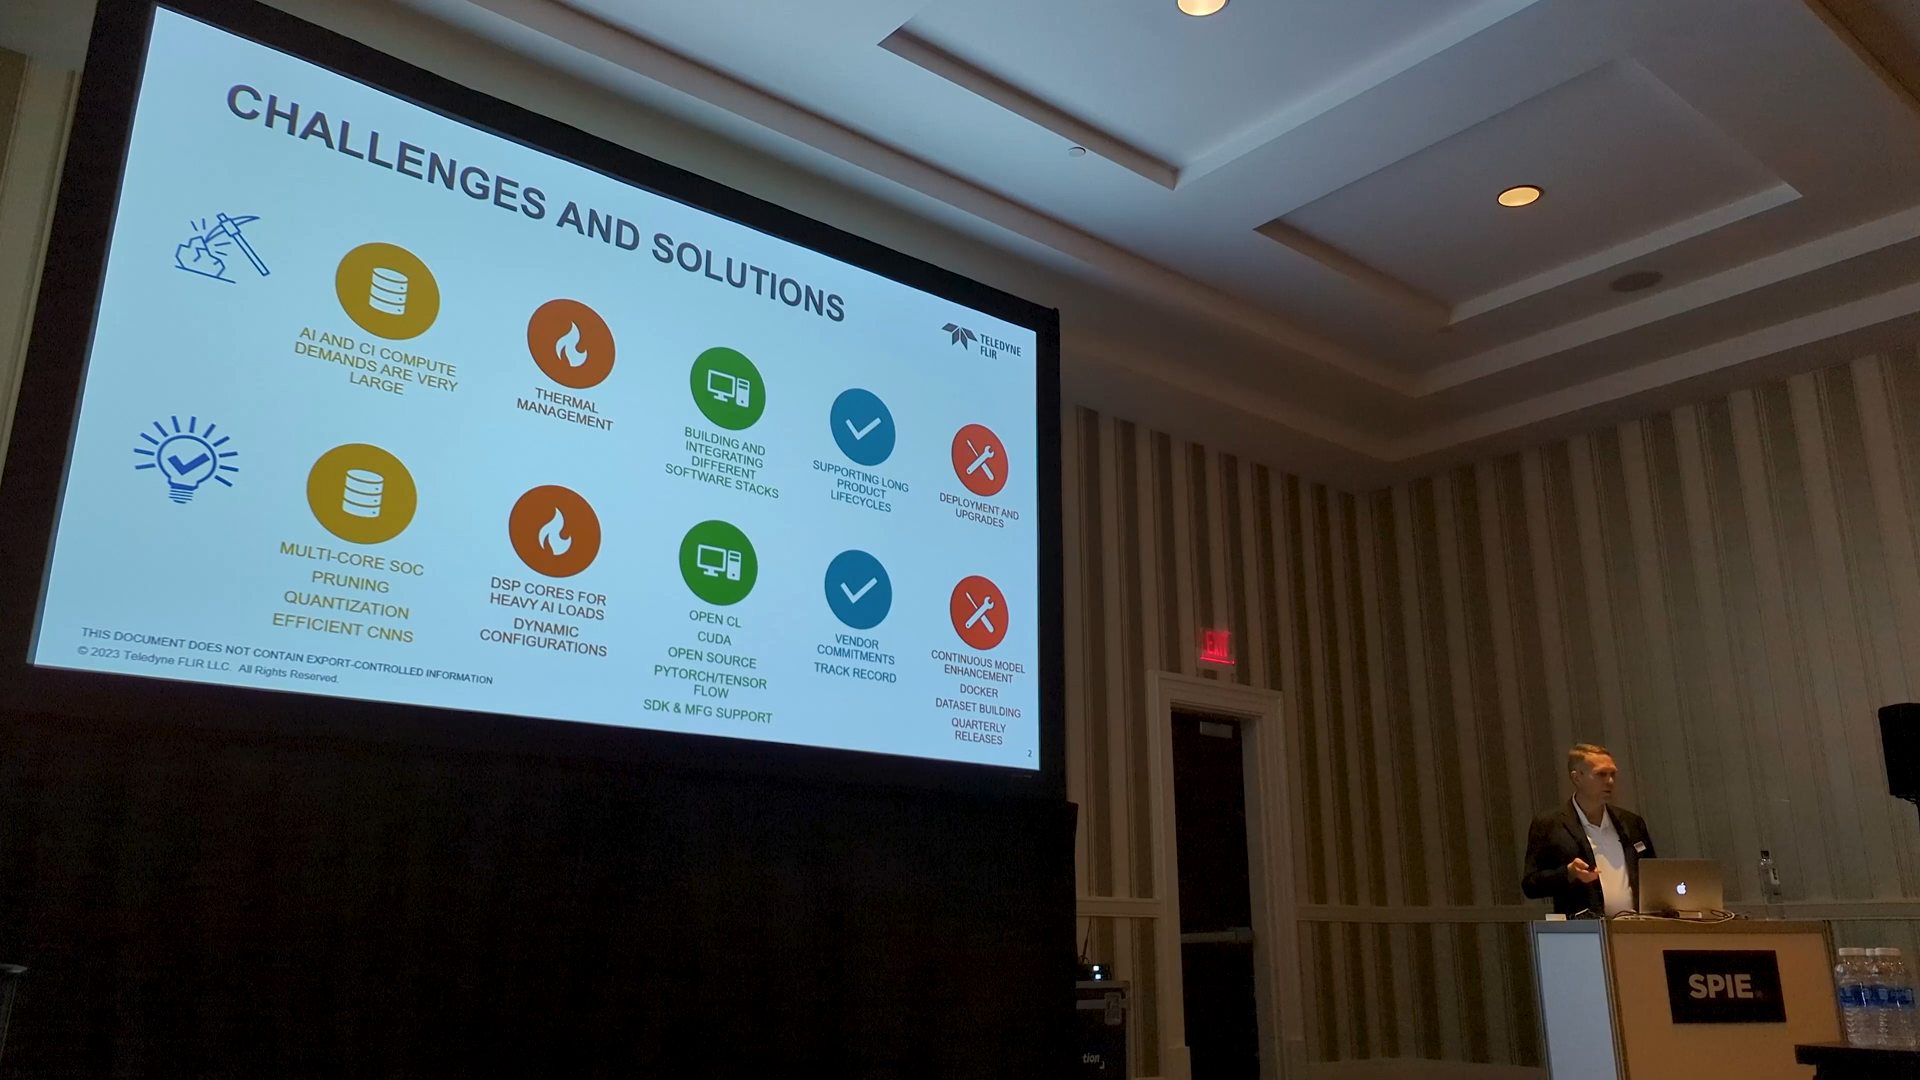 CHALLENGES AND SOLUTIONS
TELEDYNE
FLIR
AI AND CI COMPUTE
DEMANDS ARE VERY
LARGE
THERMAL
MANAGEMENT
BUILDING AND
INTEGRATING
DIFFERENT
SOFTWARE STACKS
SUPPORTING LONG
PRODUCT
LIFECYCLES
DEPLOYMENT AND
UPGRADES
MULTI-CORE SOC
PRUNING
QUANTIZATION
EFFICIENT CNNS
DSP CORES FOR
HEAVY AI LOADS
DYNAMIC
CONFIGURATIONS
OPEN CL
CUDA
OPEN SOURCE
PYTORCH/TENSOR
FLOW
SDK & MFG SUPPORT
VENDOR
COMMITMENTS
TRACK RECORD
CONTINUOUS MODEL
ENHANCEMENT
DOCKER
DATASET BUILDING
QUARTERLY
RELEASES
THIS DOCUMENT DOES NOT CONTAIN EXPORT-CONTROLLED INFORMATION
© 2023 Teledyne FLIR LLC. All Rights Reserved.
2
EXIT
SPIE.